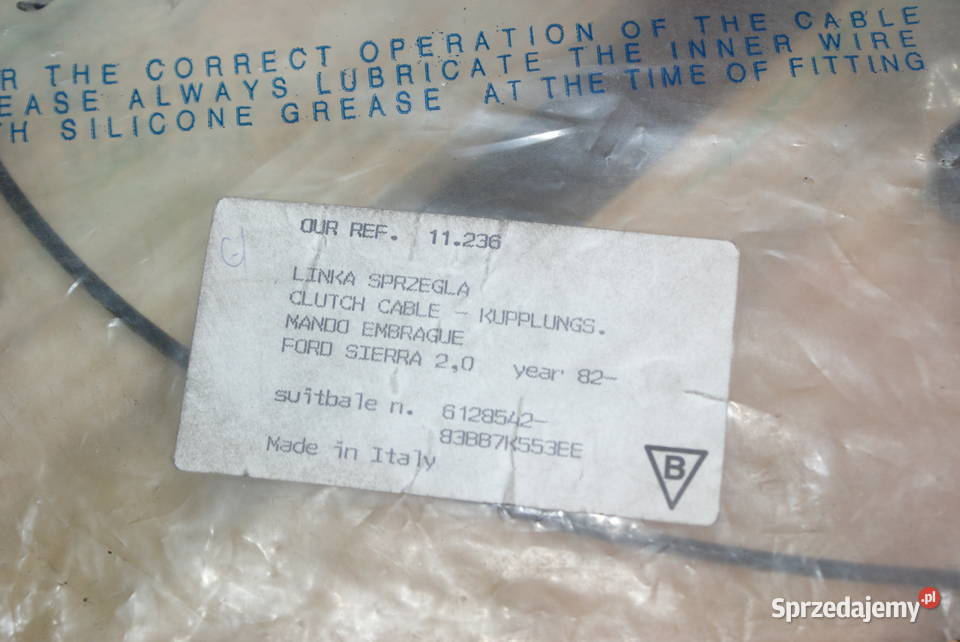 R THE CORRECT OPERATION OF THE CABLE
EASE ALWAYS LUBRICATE THE INNER WIRE
TH SILICONE GREASE AT THE TIME OF FITTING
OUR REF. 11.236
LINKA SPRZEGLA
CLUTCH CABLE - KUPPLUNGS.
MANDO EMBRAGUE
FORD SIERRA 2,0 year 82-
suitbale n. 6128542-
83BB7K553EE
Made in Italy
B
Sprzedajemy.pl